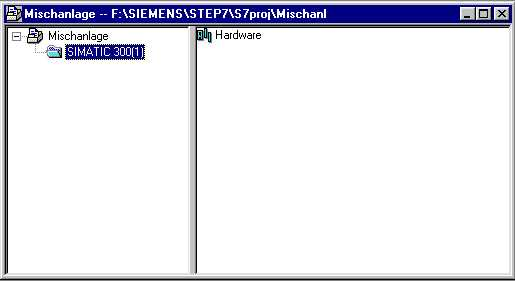 Mischanlage -- F:\SIEMENS\STEP7\S7proj\Mischanl
Mischanlage
SIMATIC 300(1)
Hardware